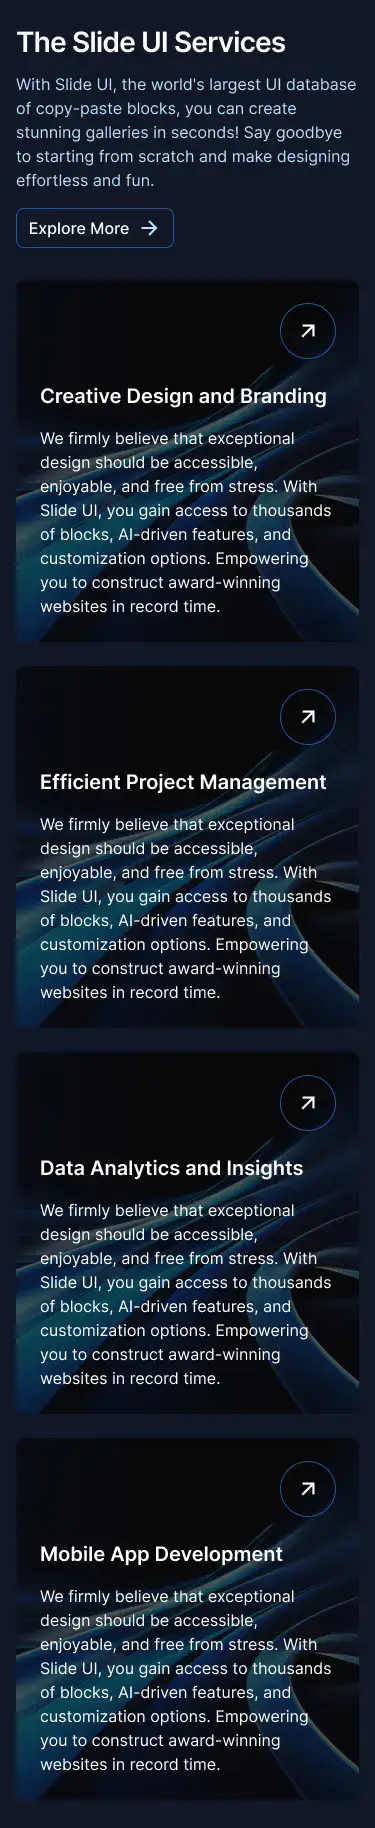 The Slide UI Services
With Slide UI, the world's largest UI database
of copy-paste blocks, you can create
stunning galleries in seconds! Say goodbye
to starting from scratch and make designing
effortless and fun.
Explore More
Creative Design and Branding
We firmly believe that exceptional
design should be accessible,
enjoyable, and free from stress. With
Slide UI, you gain access to thousands
of blocks, AI-driven features, and
customization options. Empowering
you to construct award-winning
websites in record time.
Efficient Project Management
We firmly believe that exceptional
design should be accessible,
enjoyable, and free from stress. With
Slide UI, you gain access to thousands
of blocks, AI-driven features, and
customization options. Empowering
you to construct award-winning
websites in record time.
Data Analytics and Insights
We firmly believe that exceptional
design should be accessible,
enjoyable, and free from stress. With
Slide UI, you gain access to thousands
of blocks, AI-driven features, and
customization options. Empowering
you to construct award-winning
websites in record time.
Mobile App Development
We firmly believe that exceptional
design should be accessible,
enjoyable, and free from stress. With
Slide UI, you gain access to thousands
of blocks, AI-driven features, and
customization options. Empowering
you to construct award-winning
websites in record time.